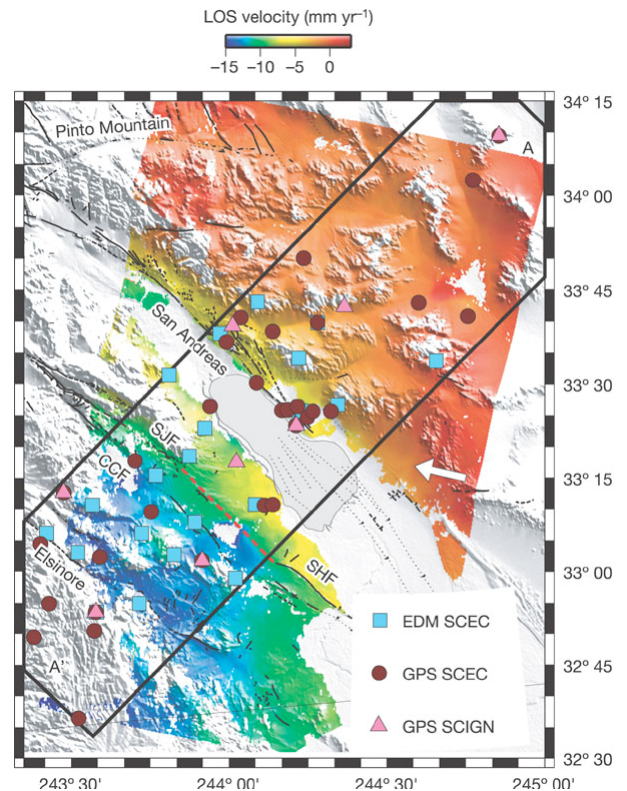 LOS velocity (mm yr⁻¹)
−15 −10 −5 0
34° 15'
Pinto Mountain
A
34° 00'
33° 45'
San Andreas
33° 30'
SJF
CCF
33° 15'
Elsinore
33° 00'
SHF
EDM SCEC
A'
32° 45'
GPS SCEC
GPS SCIGN
32° 30'
243° 30' 244° 00' 244° 30' 245° 00'